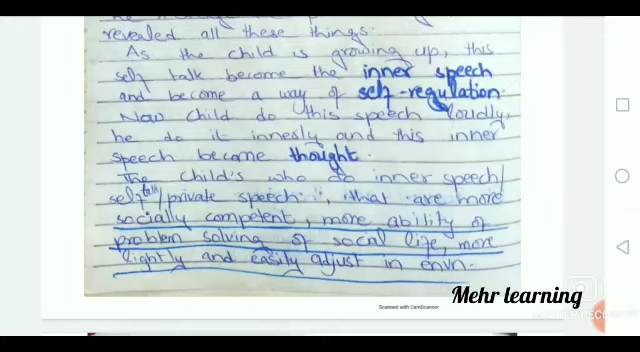 revealed all these things.
As the child is growing up, this
self talk become the inner speech
and become a way of self-regulation.
Now child do this speech loudly,
he do it innerly and this inner
speech become thought.
The child's who do inner speech/
self talk/private speech, that are more
socially competent, more ability of
problem solving of social life, more
lightly and easily adjust in envn.
Mehr learning
Scanned with CamScanner